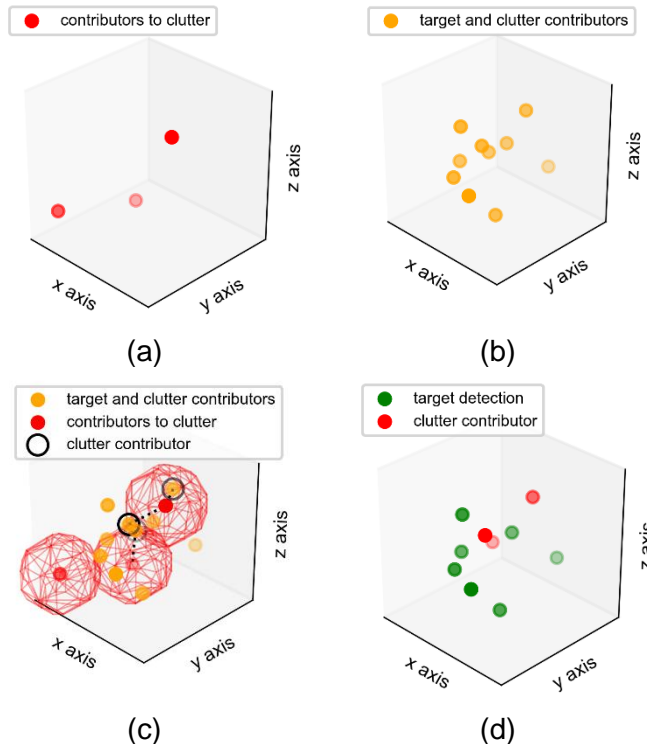 contributors to clutter
z axis
x axis
y axis
(a)
target and clutter contributors
z axis
x axis
y axis
(b)
target and clutter contributors
contributors to clutter
clutter contributor
z axis
x axis
y axis
(c)
target detection
clutter contributor
z axis
x axis
y axis
(d)